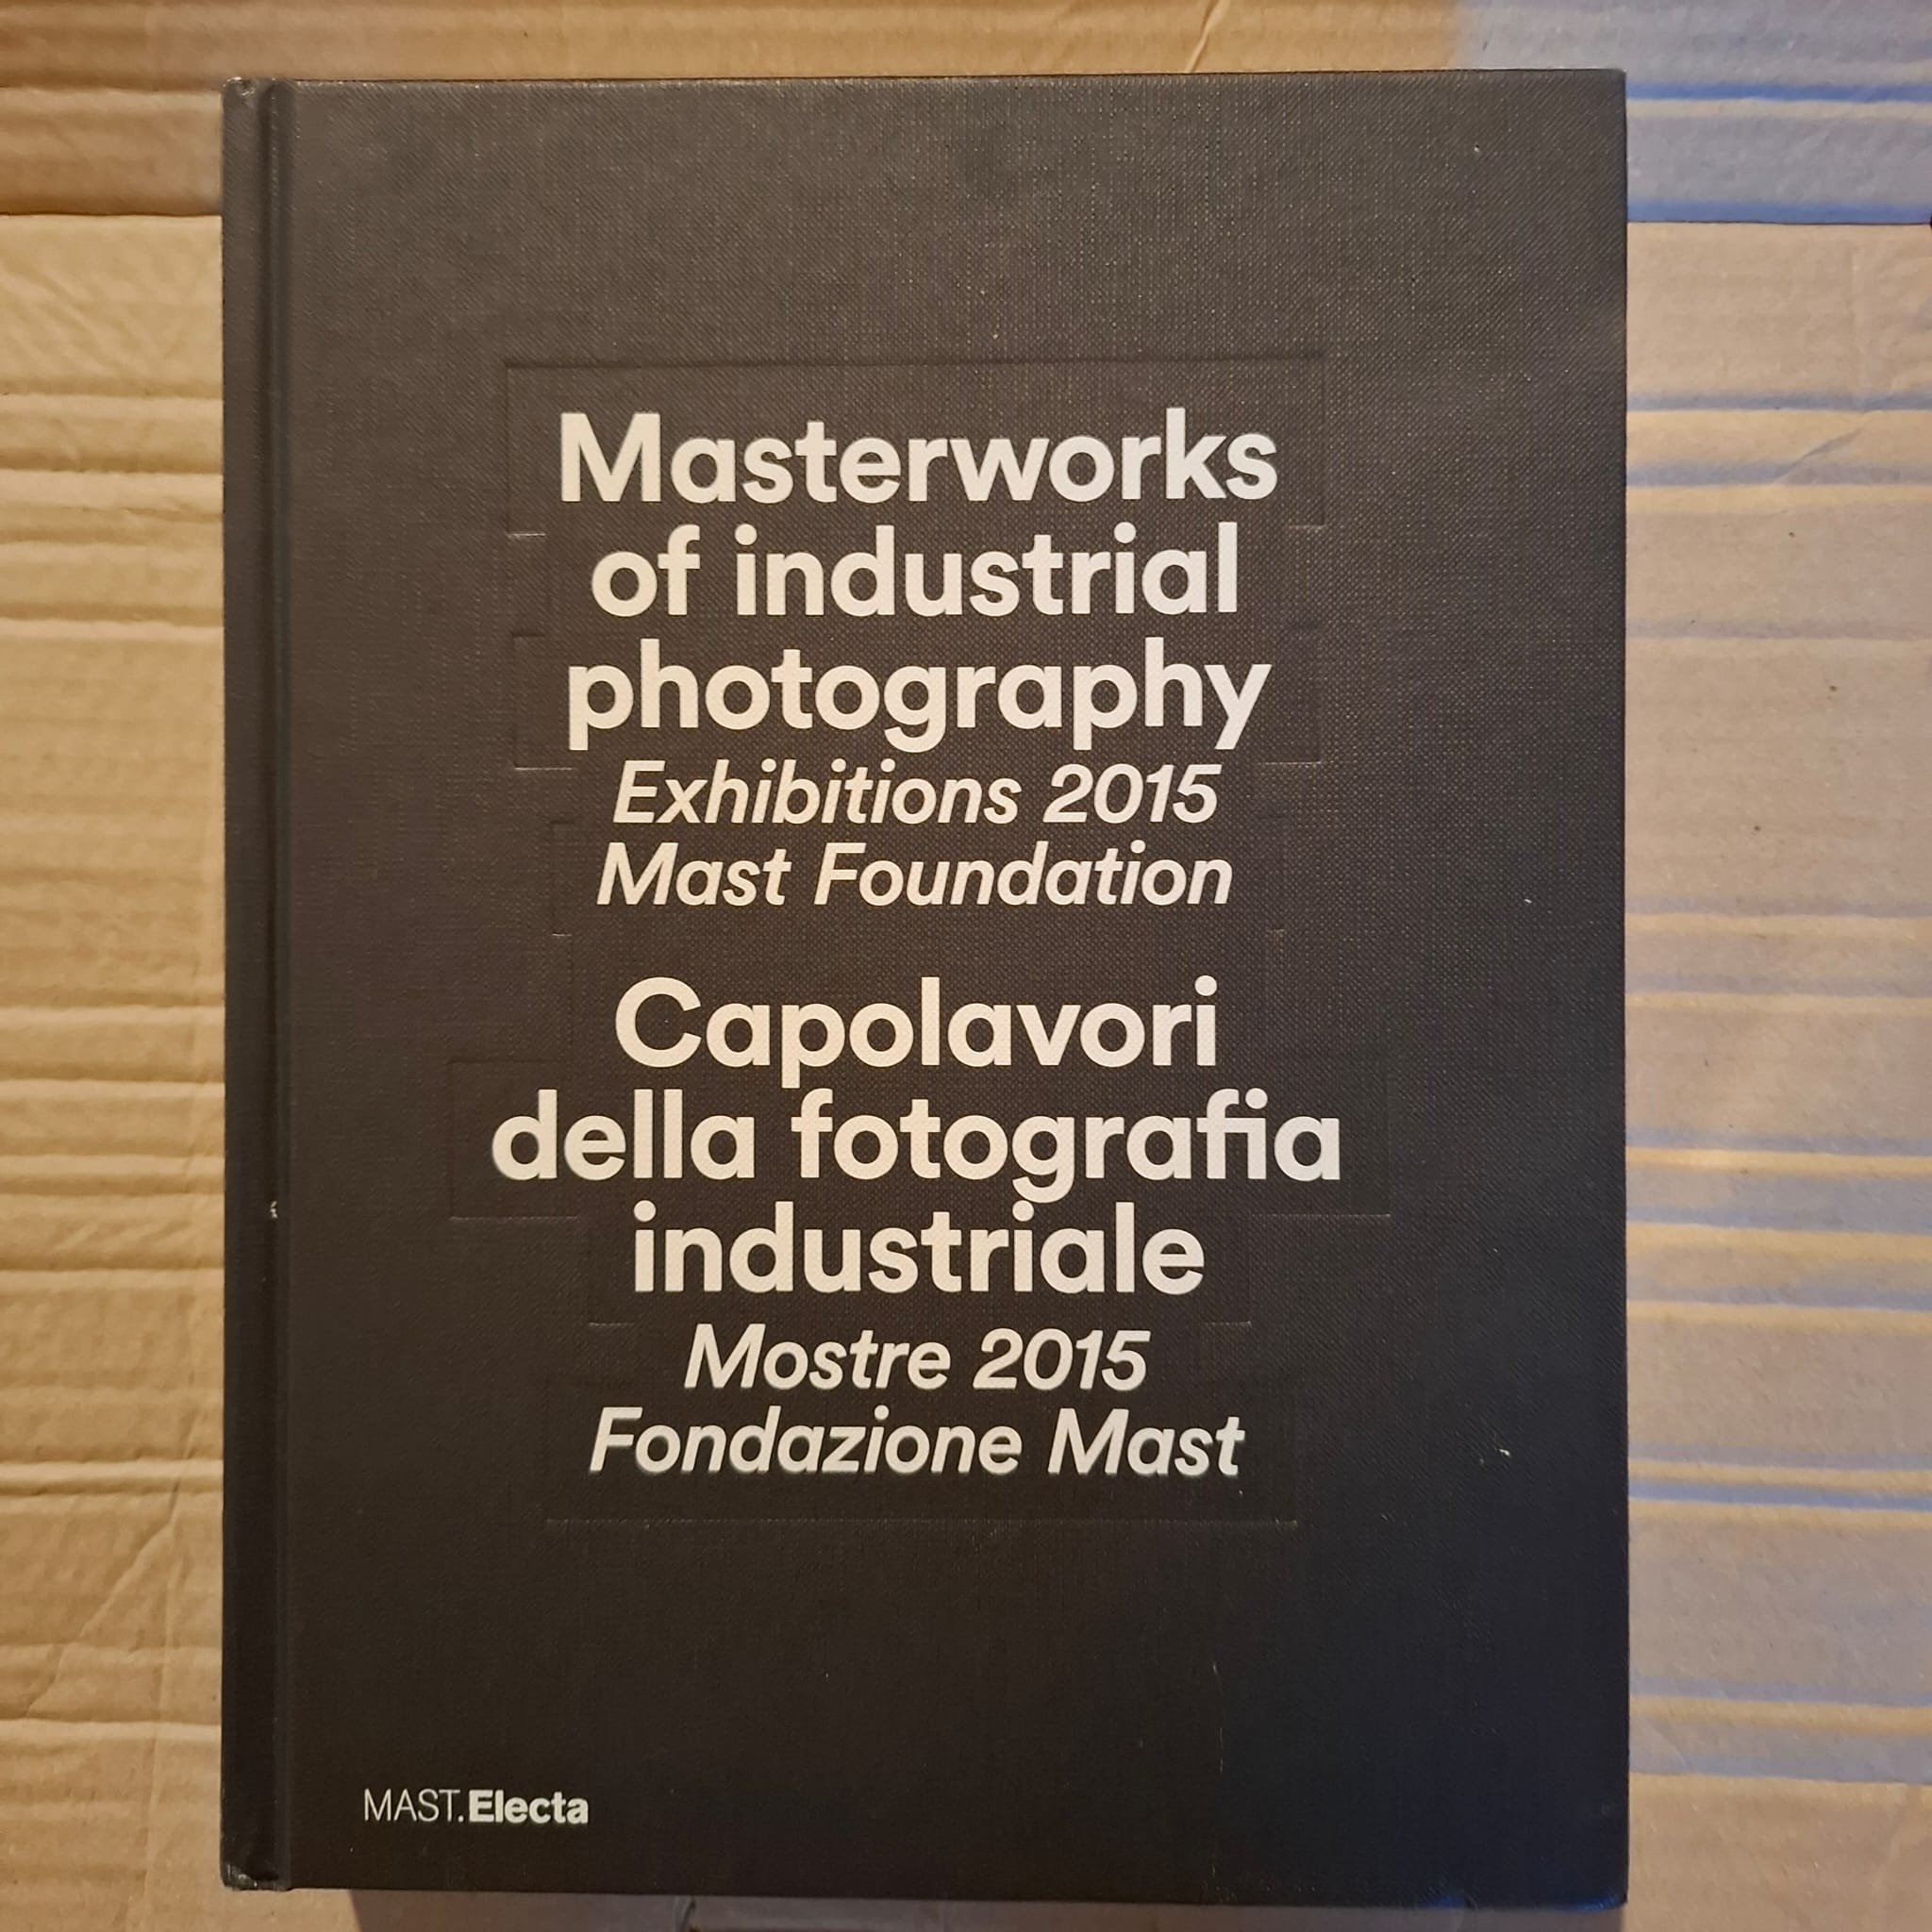 Masterworks
of industrial
photography
Exhibitions 2015
Mast Foundation
Capolavori
della fotografia
industriale
Mostre 2015
Fondazione Mast
MAST.Electa